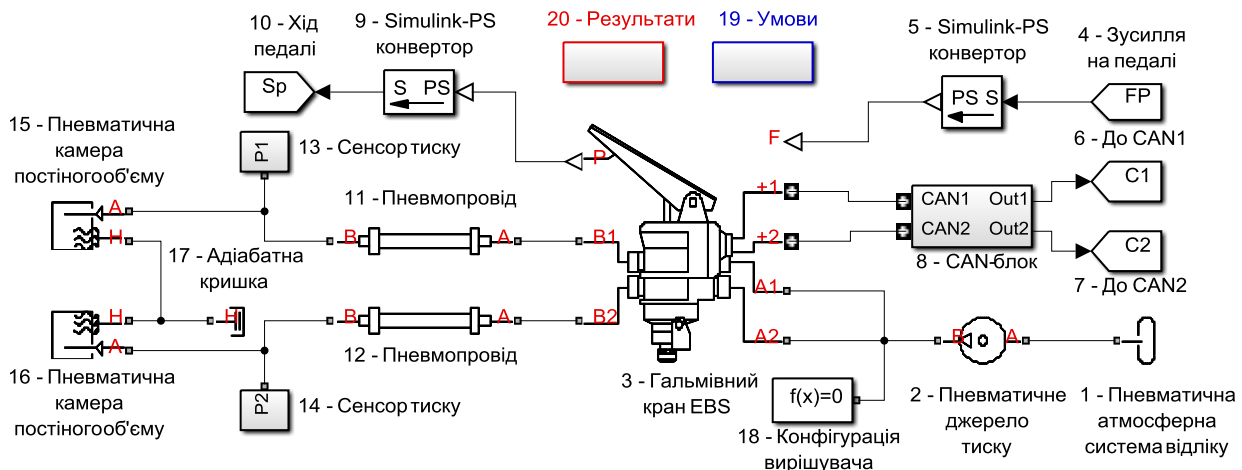 10 - Хід
педалі
Sp
9 - Simulink-PS
конвертор
S PS
20 - Результати
19 - Умови
5 - Simulink-PS
конвертор
PS S
4 - Зусилля
на педалі
FP
6 - До CAN1
C1
15 - Пневматична
камера
постіногооб'єму
P1
13 - Сенсор тиску
11 - Пневмопровід
P
F
+1
+2
CAN1 Out1
CAN2 Out2
8 - CAN-блок
C2
7 - До CAN2
A
H
B
A
B1
17 - Адіабатна
кришка
H
H
A
B
A
B2
A1
A2
12 - Пневмопровід
16 - Пневматична
камера
постіногооб'єму
P2
14 - Сенсор тиску
3 - Гальмівний
кран EBS
f(x)=0
18 - Конфігурація
вирішувача
B
A
2 - Пневматичне
джерело
тиску
1 - Пневматична
атмосферна
система відліку